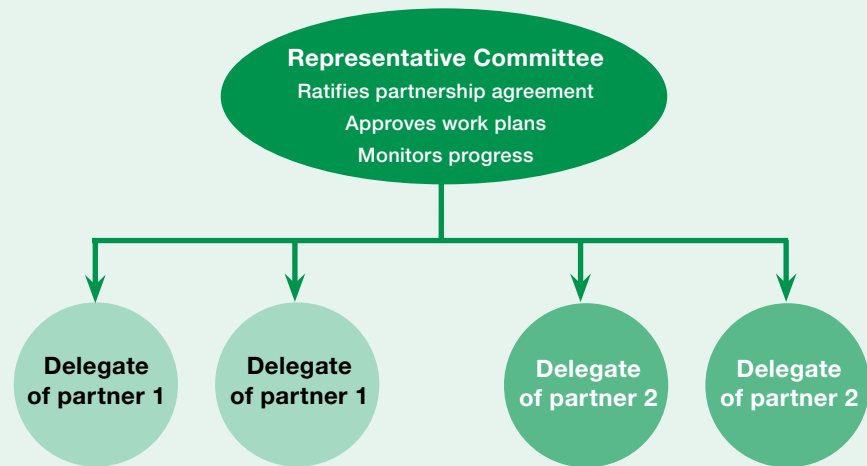 Representative Committee
Ratifies partnership agreement
Approves work plans
Monitors progress
Delegate
of partner 1
Delegate
of partner 1
Delegate
of partner 2
Delegate
of partner 2